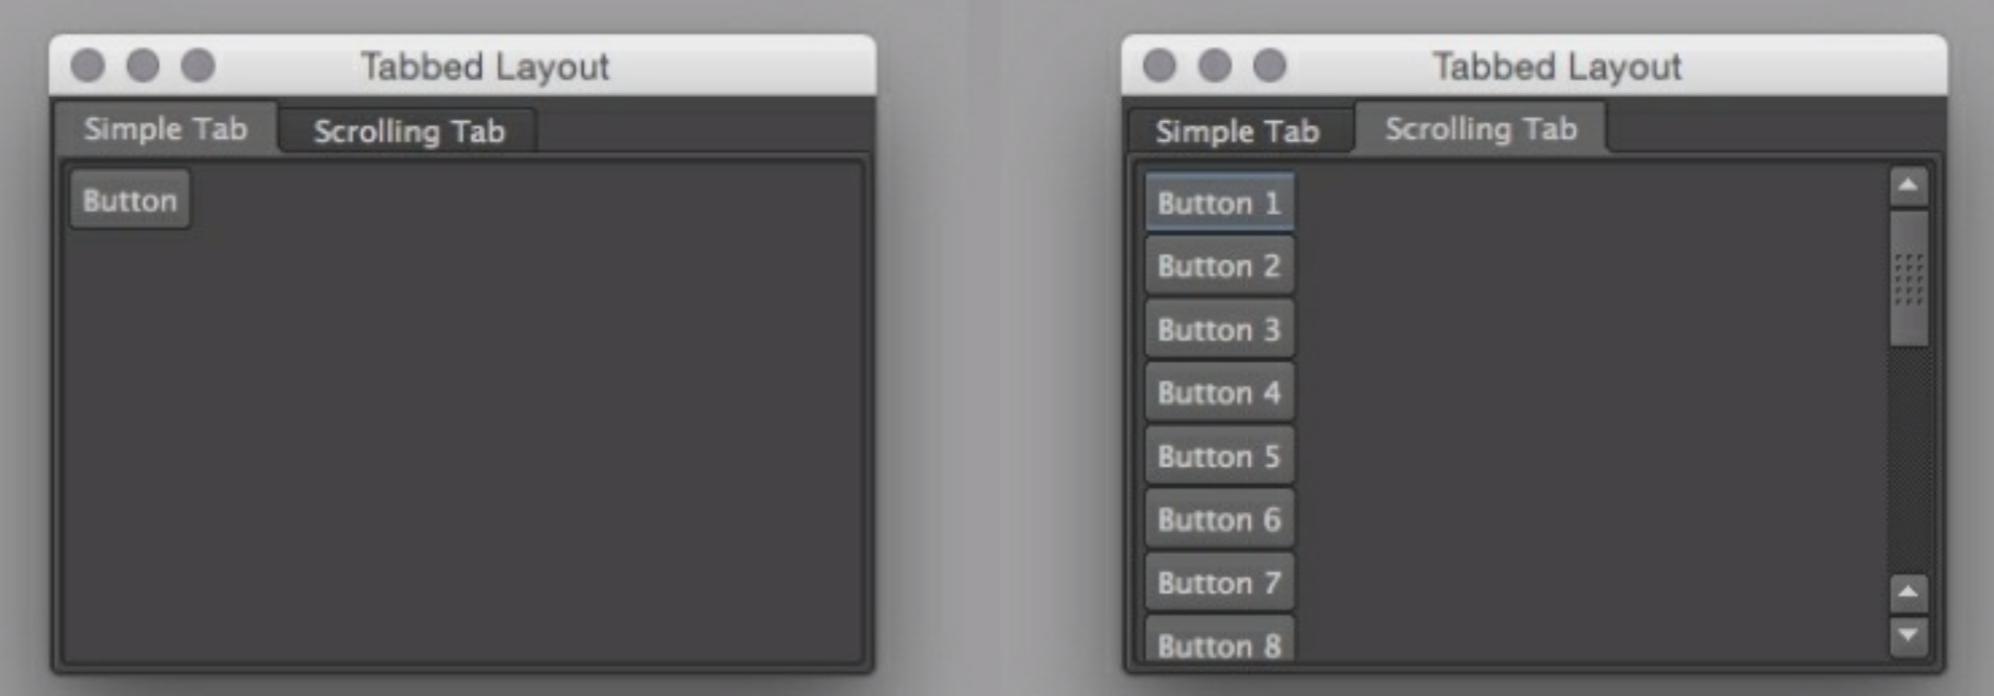 Tabbed Layout
Simple Tab Scrolling Tab
Button
Tabbed Layout
Simple Tab Scrolling Tab
Button 1
Button 2
Button 3
Button 4
Button 5
Button 6
Button 7
Button 8